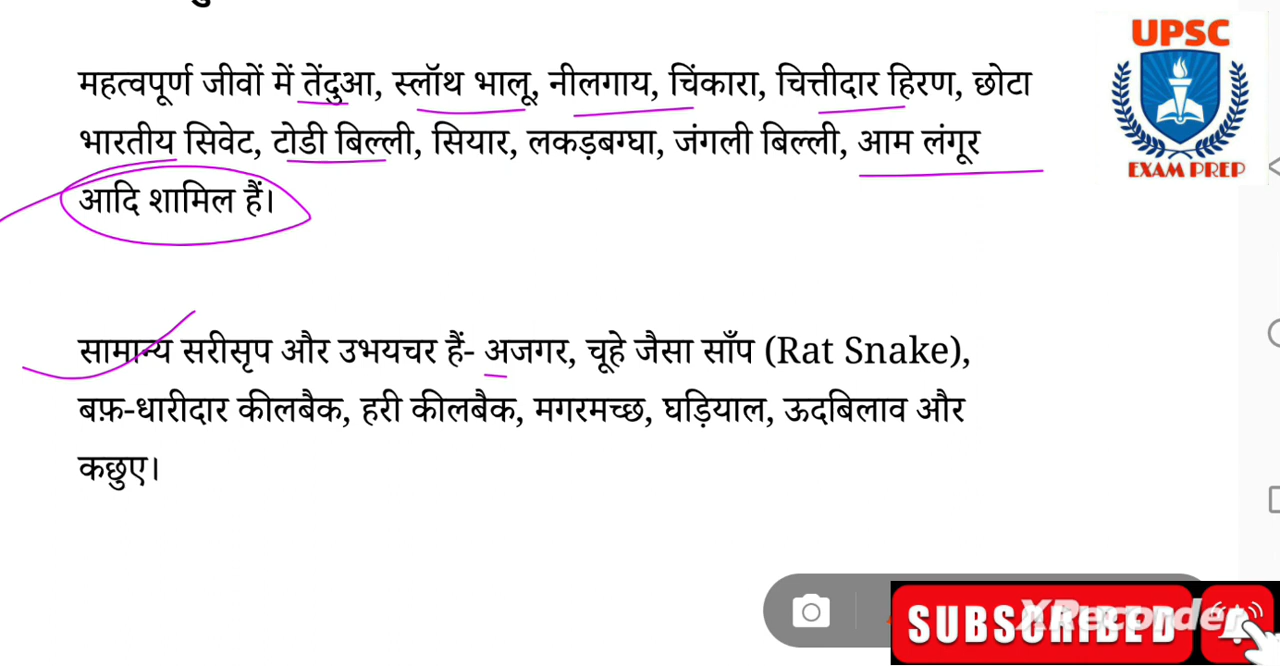 महत्वपूर्ण जीवों में तेंदुआ, स्लॉथ भालू, नीलगाय, चिंकारा, चित्तीदार हिरण, छोटा
भारतीय सिवेट, टोडी बिल्ली, सियार, लकड़बग्घा, जंगली बिल्ली, आम लंगूर
आदि शामिल हैं।
सामान्य सरीसृप और उभयचर हैं- अजगर, चूहे जैसा साँप (Rat Snake),
बफ़-धारीदार कीलबैक, हरी कीलबैक, मगरमच्छ, घड़ियाल, ऊदबिलाव और
कछुए।
UPSC
EXAM PREP
XRecorder
SUBSCRIBED